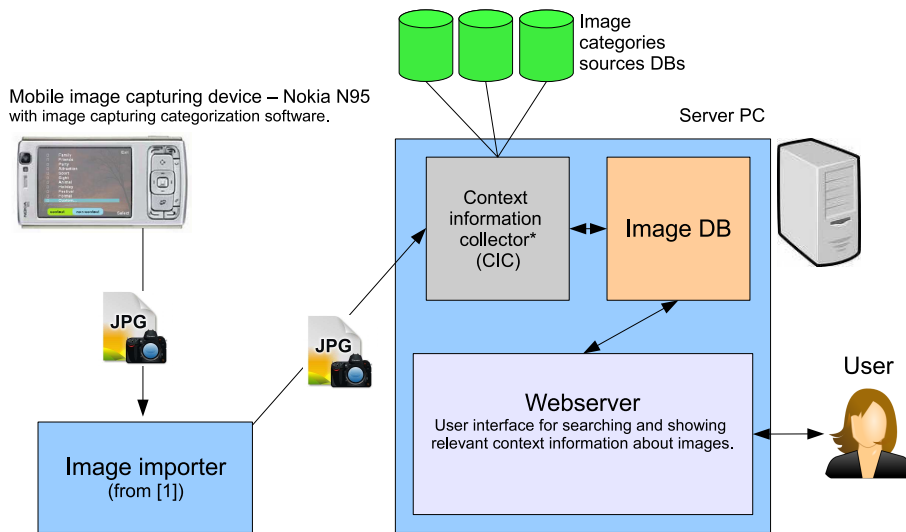 Image
categories
sources DBs
Mobile image capturing device – Nokia N95
with image capturing categorization software.
Server PC
Context
information
collector*
(CIC)
Image DB
JPG
JPG
User
Webserver
User interface for searching and showing
relevant context information about images.
Image importer
(from [1])